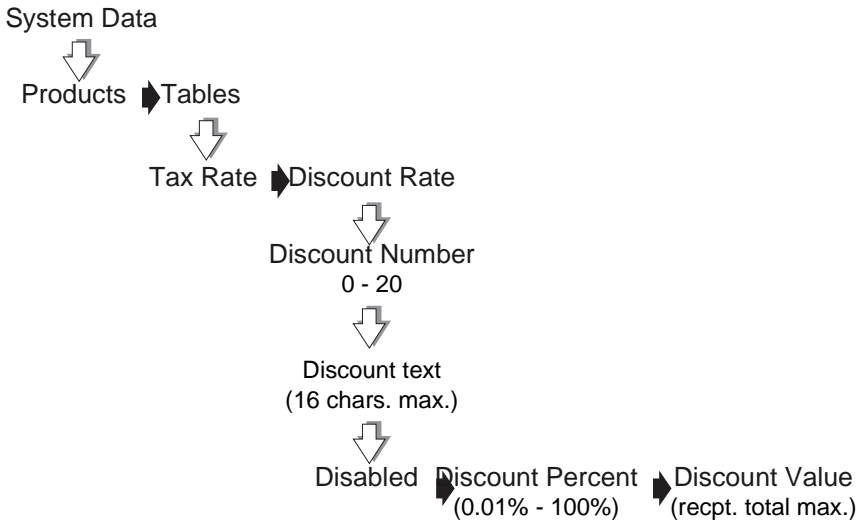 System Data
Products Tables
Tax Rate Discount Rate
Discount Number
0 - 20
Discount text
(16 chars. max.)
Disabled Discount Percent Discount Value
(0.01% - 100%) (recpt. total max.)